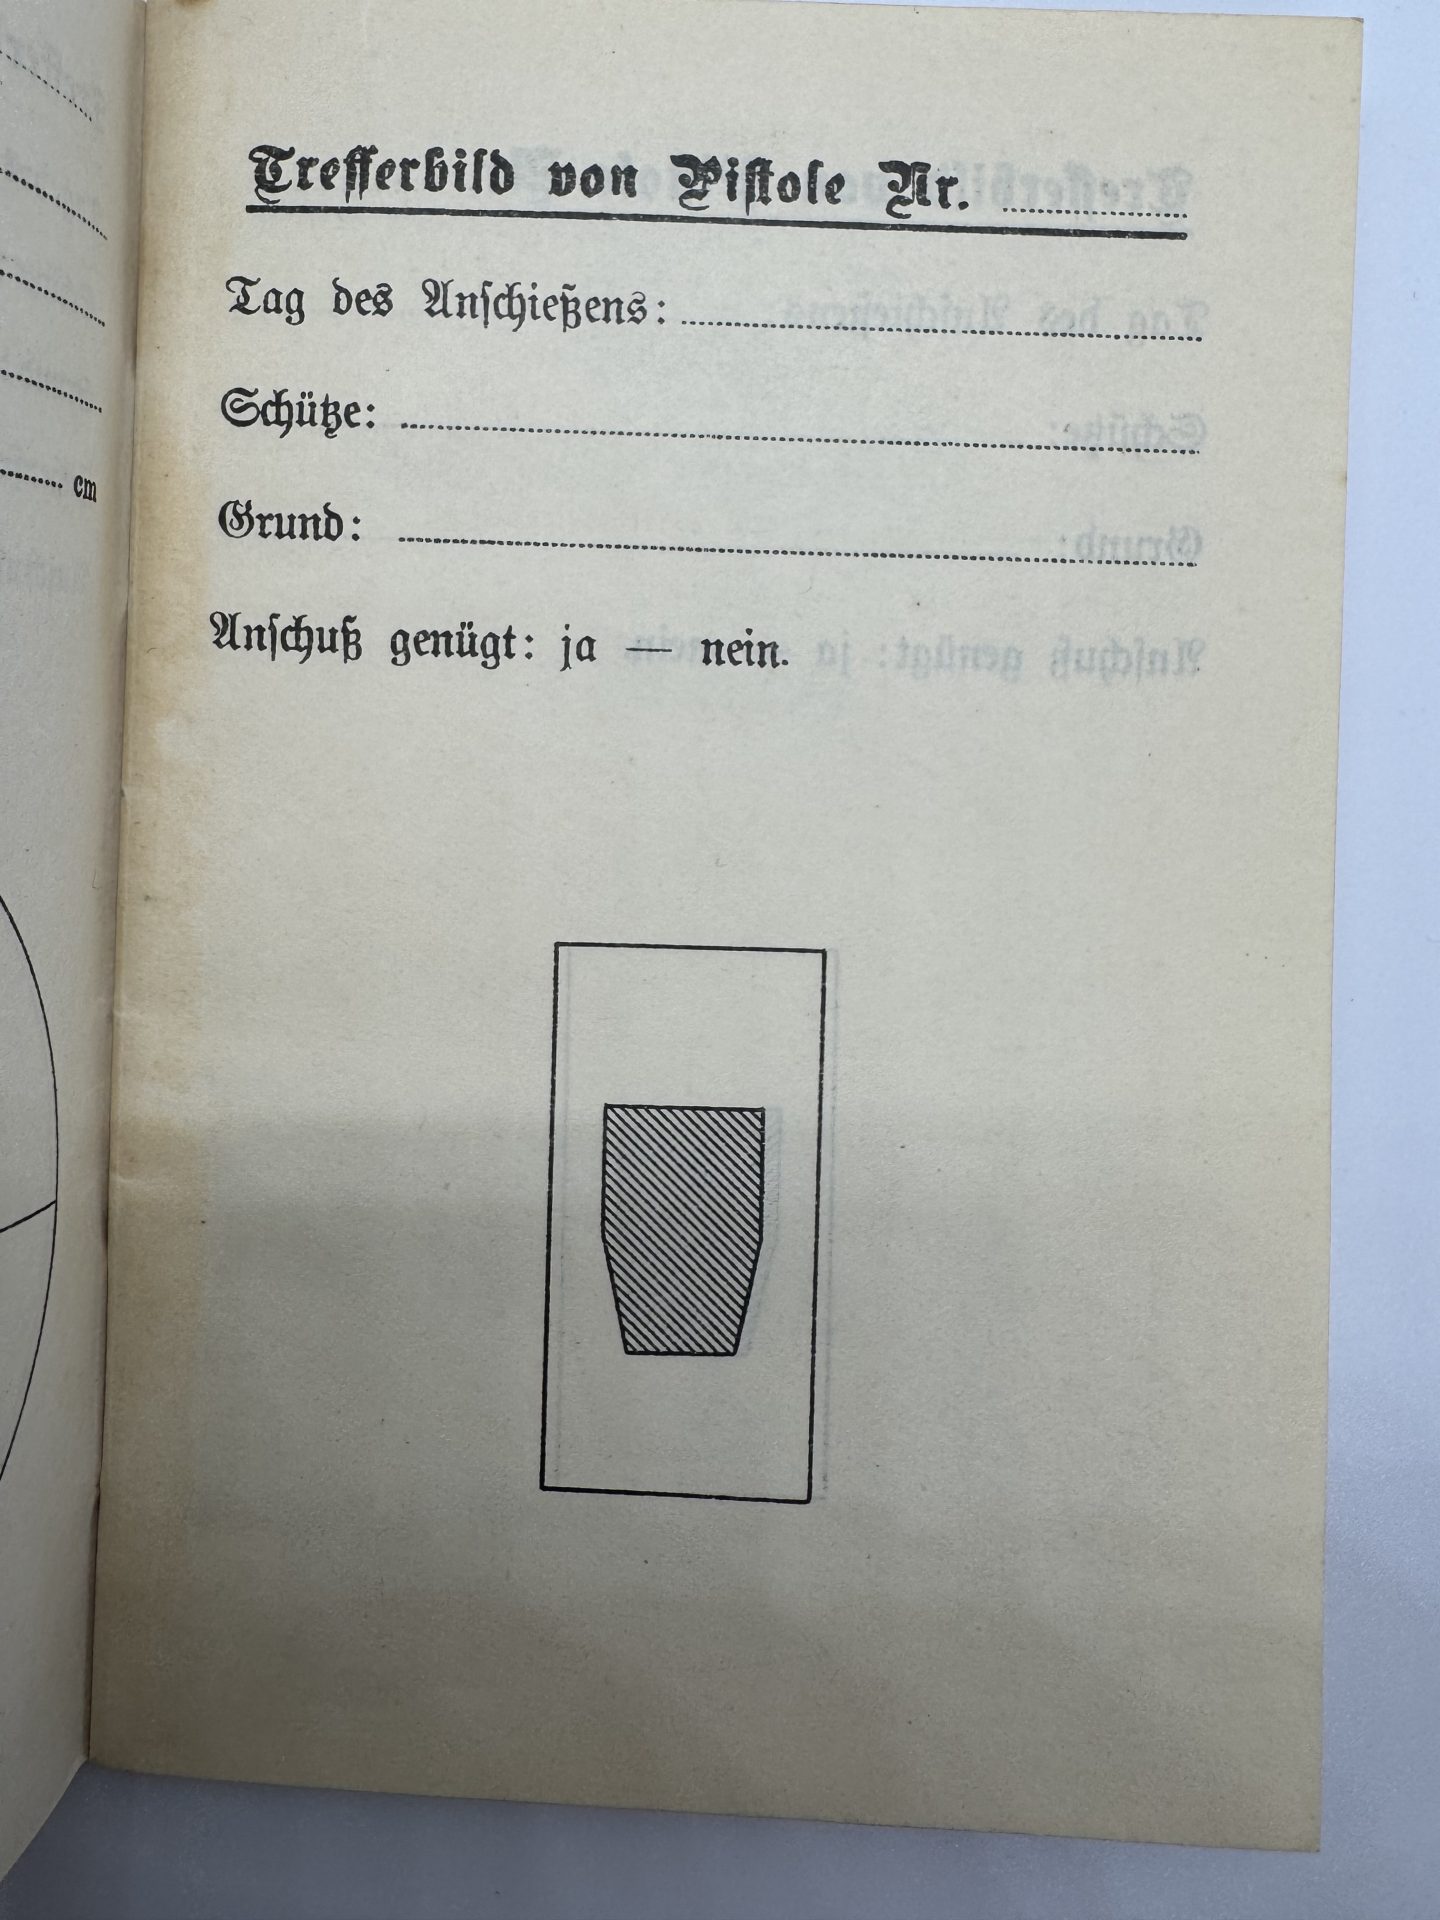 cm
Trefferbild von Pistole Nr. ....................
Tag des Anschießens: ....................
Schütze: ....................
Grund: ....................
Anschuß genügt: ja — nein.